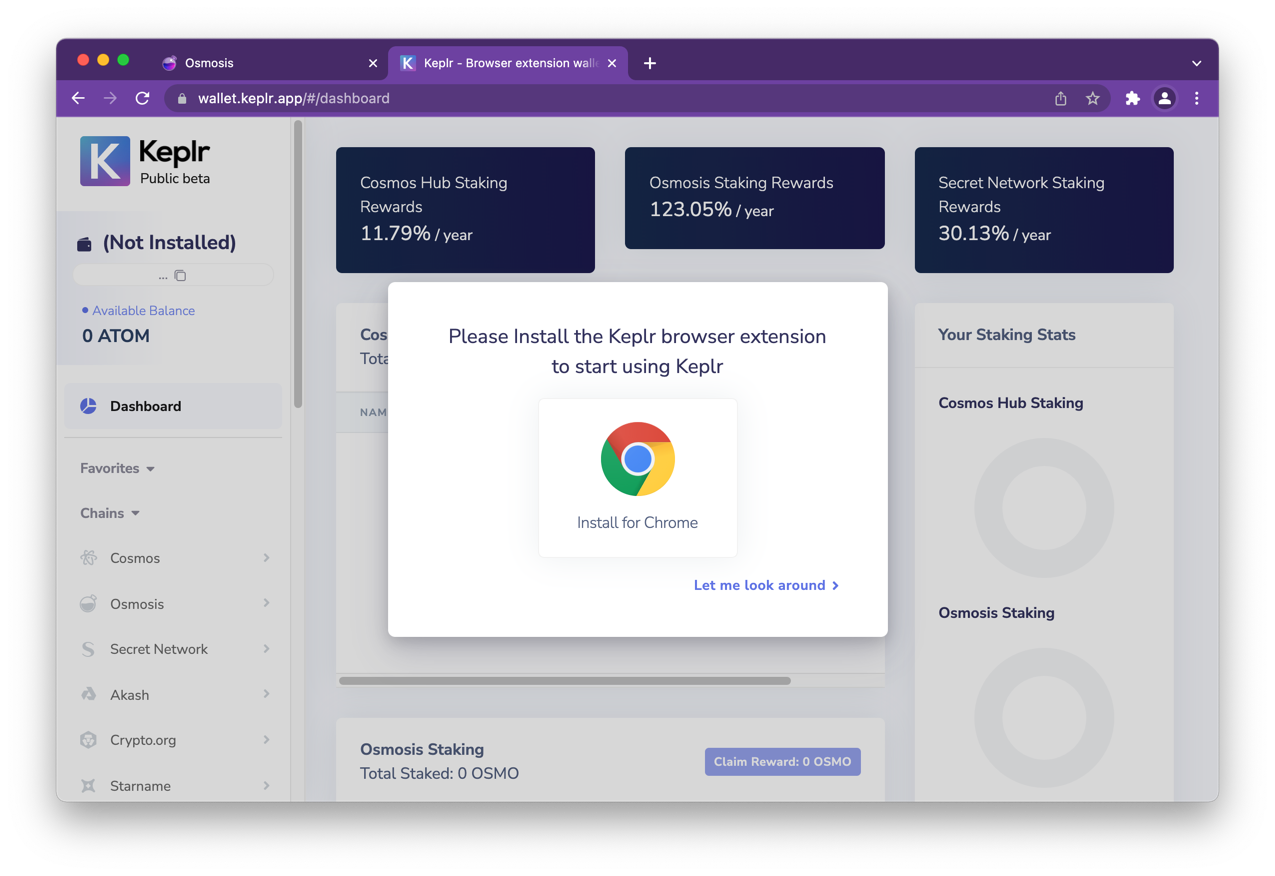 Osmosis
Keplr - Browser extension wall
wallet.keplr.app/#/dashboard
K
Keplr
Public beta
(Not Installed)
...
Available Balance
0 ATOM
Dashboard
Favorites
Chains
Cosmos
Osmosis
Secret Network
Akash
Crypto.org
Starname
Cosmos Hub Staking
Rewards
11.79% / year
Osmosis Staking Rewards
123.05% / year
Secret Network Staking
Rewards
30.13% / year
Cos
Tota
NAM
Please Install the Keplr browser extension
to start using Keplr
Install for Chrome
Let me look around
Osmosis Staking
Total Staked: 0 OSMO
Claim Reward: 0 OSMO
Your Staking Stats
Cosmos Hub Staking
Osmosis Staking